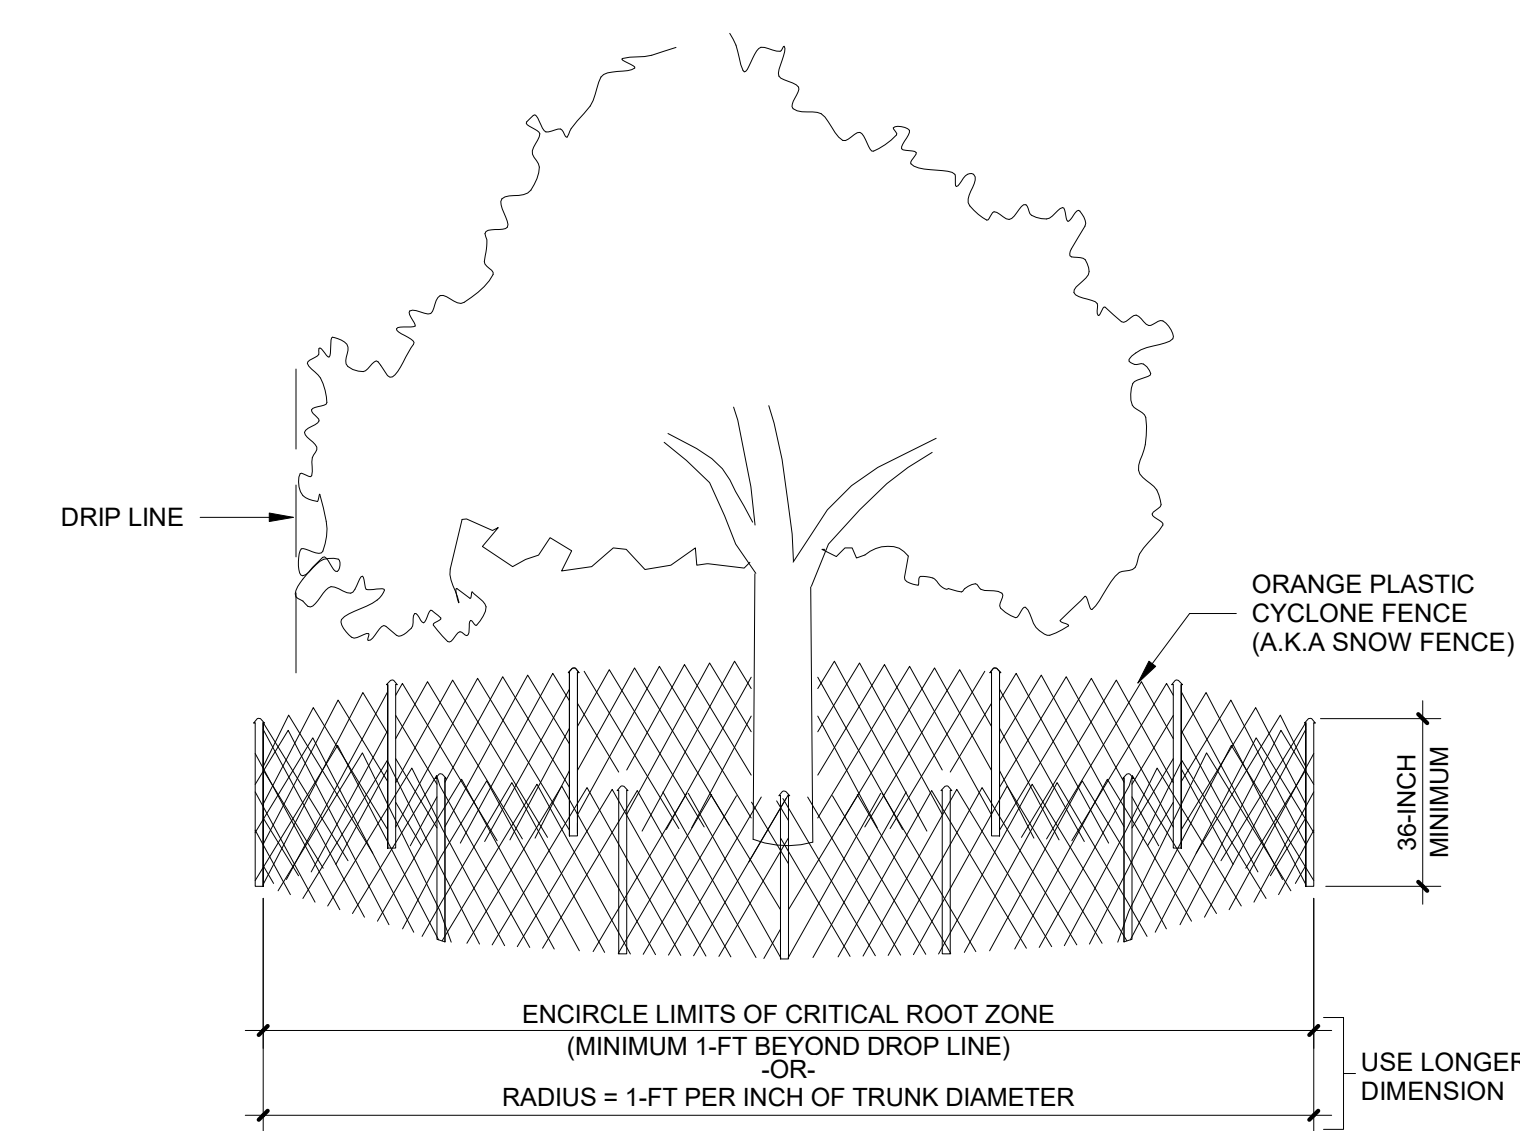 DRIP LINE
ORANGE PLASTIC
CYCLONE FENCE
(A.K.A SNOW FENCE)
36-INCH
MINIMUM
ENCIRCLE LIMITS OF CRITICAL ROOT ZONE
(MINIMUM 1-FT BEYOND DROP LINE)
-OR-
RADIUS = 1-FT PER INCH OF TRUNK DIAMETER
USE LONGER
DIMENSION